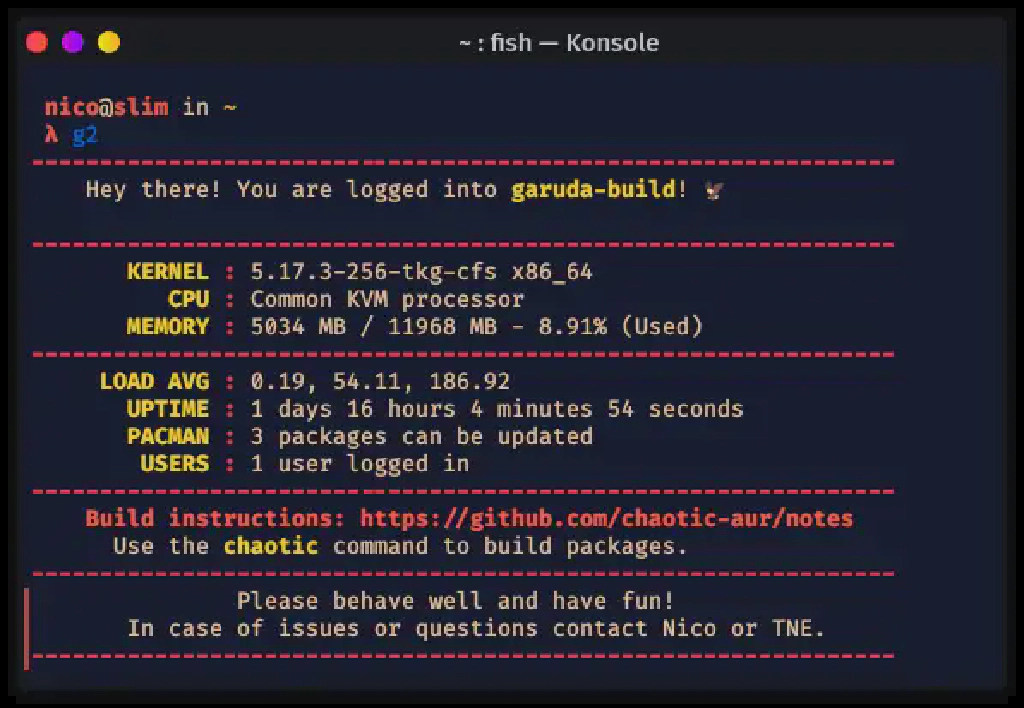 ~ : fish — Konsole
nico@slim in ~
λ g2
Hey there! You are logged into garuda-build! 🦅
KERNEL : 5.17.3-256-tkg-cfs x86_64
CPU : Common KVM processor
MEMORY : 5034 MB / 11968 MB - 8.91% (Used)
LOAD AVG : 0.19, 54.11, 186.92
UPTIME : 1 days 16 hours 4 minutes 54 seconds
PACMAN : 3 packages can be updated
USERS : 1 user logged in
Build instructions: https://github.com/chaotic-aur/notes
Use the chaotic command to build packages.
Please behave well and have fun!
In case of issues or questions contact Nico or TNE.